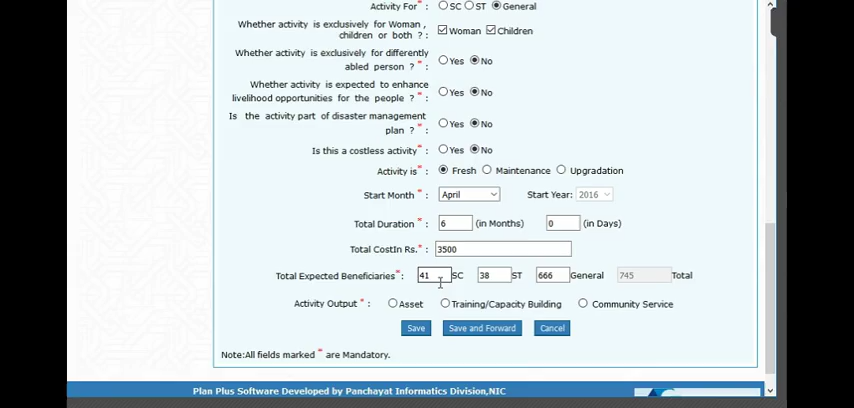 Activity For * : SC ST General
Whether activity is exclusively for Woman , children or both ? * : Woman Children
Whether activity is exclusively for differently abled person ? * : Yes No
Whether activity is expected to enhance livelihood opportunities for the people ? * : Yes No
Is the activity part of disaster management plan ? * : Yes No
Is this a costless activity * : Yes No
Activity is * : Fresh Maintenance Upgradation
Start Month * : April Start Year: 2016
Total Duration * : 6 (in Months) 0 (in Days)
Total CostIn Rs. * : 3500
Total Expected Beneficiaries * : 41 SC 38 ST 666 General 745 Total
Activity Output * : Asset Training/Capacity Building Community Service
Save Save and Forward Cancel
Note:All fields marked * are Mandatory.
Plan Plus Software Developed by Panchayat Informatics Division,NIC